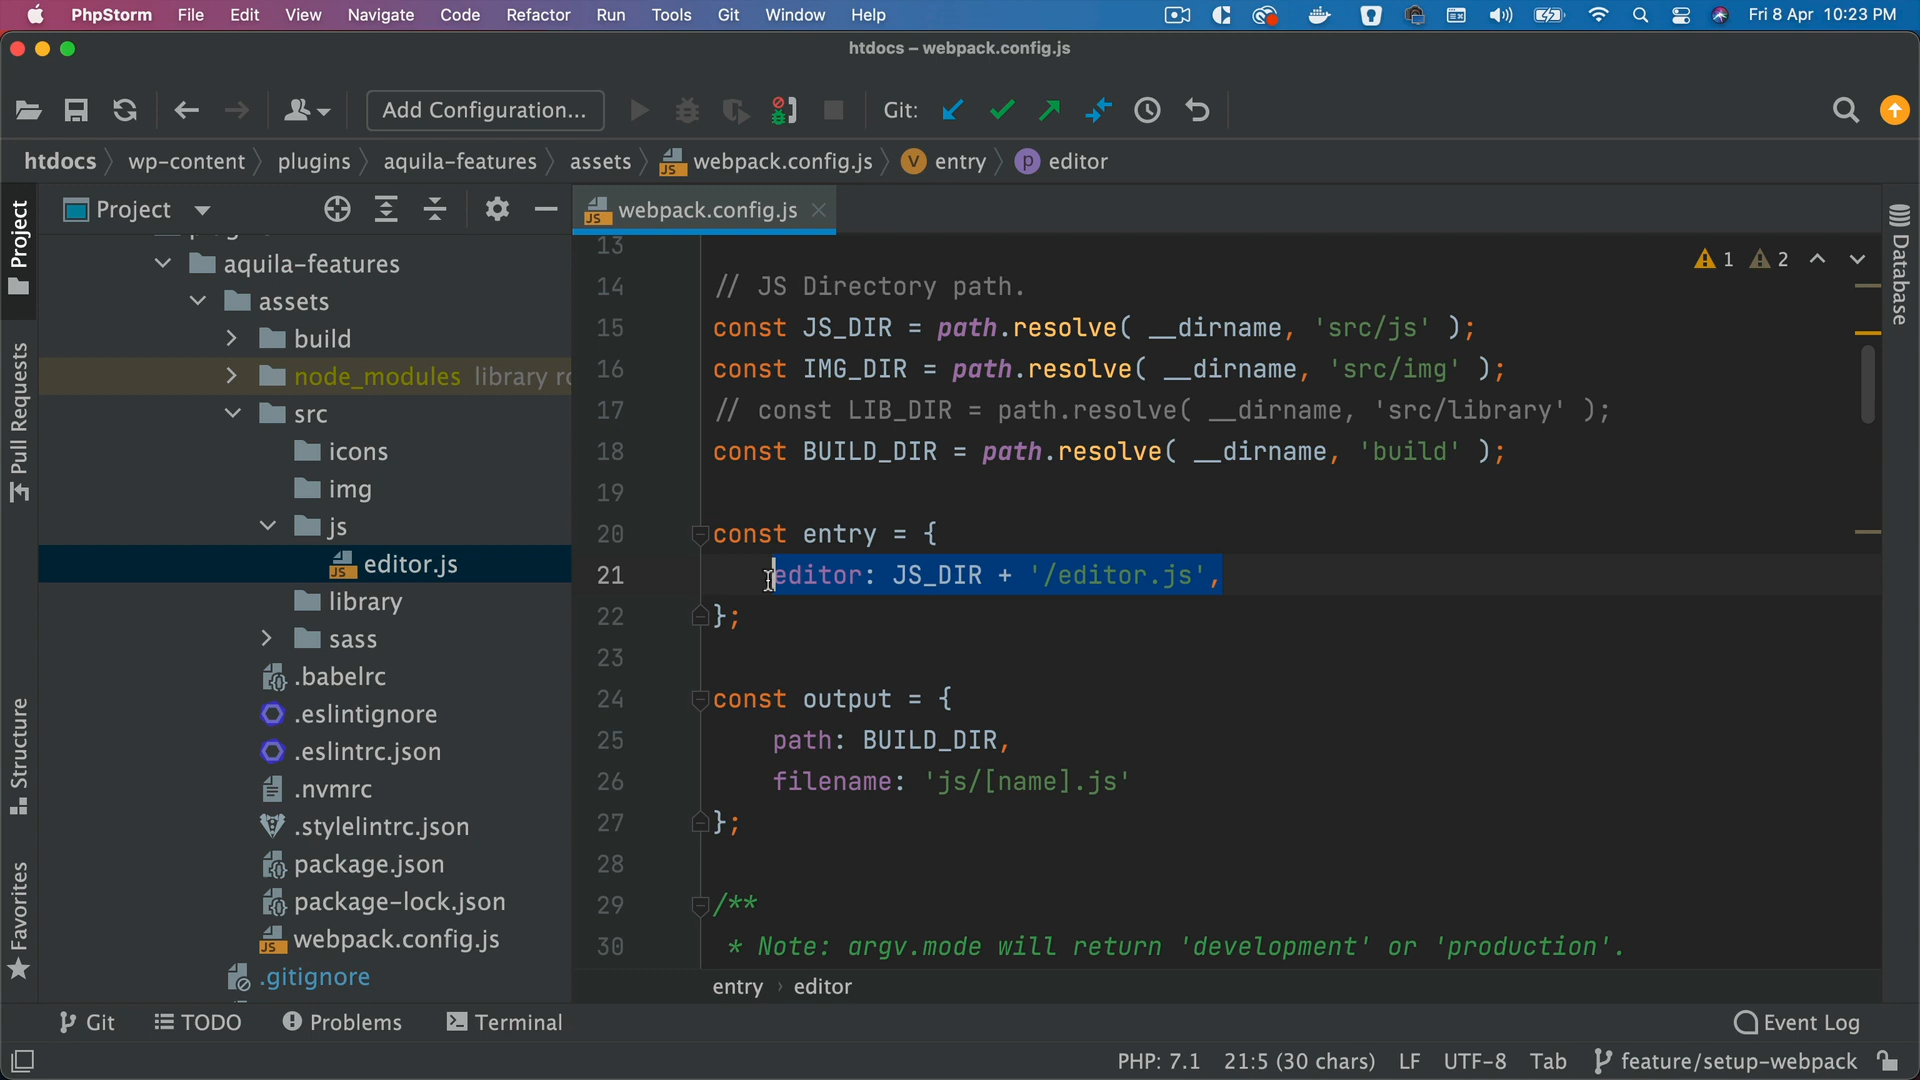 PhpStorm File Edit View Navigate Code Refactor Run Tools Git Window Help Fri 8 Apr 10:23 PM
htdocs – webpack.config.js
Add Configuration... Git:
htdocs wp-content plugins aquila-features assets webpack.config.js entry editor
Project
Project
Pull Requests
Structure
Favorites
aquila-features
assets
build
node_modules library
src
icons
img
js
editor.js
library
sass
.babelrc
.eslintignore
.eslintrc.json
.nvmrc
.stylelintrc.json
package.json
package-lock.json
webpack.config.js
.gitignore
webpack.config.js
1 2
Database
13
14 // JS Directory path.
15 const JS_DIR = path.resolve( __dirname, 'src/js' );
16 const IMG_DIR = path.resolve( __dirname, 'src/img' );
17 // const LIB_DIR = path.resolve( __dirname, 'src/library' );
18 const BUILD_DIR = path.resolve( __dirname, 'build' );
19
20 const entry = {
21 editor: JS_DIR + '/editor.js',
22 };
23
24 const output = {
25 path: BUILD_DIR,
26 filename: 'js/[name].js'
27 };
28
29 /**
30 * Note: argv.mode will return 'development' or 'production'.
entry › editor
Git TODO Problems Terminal Event Log
PHP: 7.1 21:5 (30 chars) LF UTF-8 Tab feature/setup-webpack